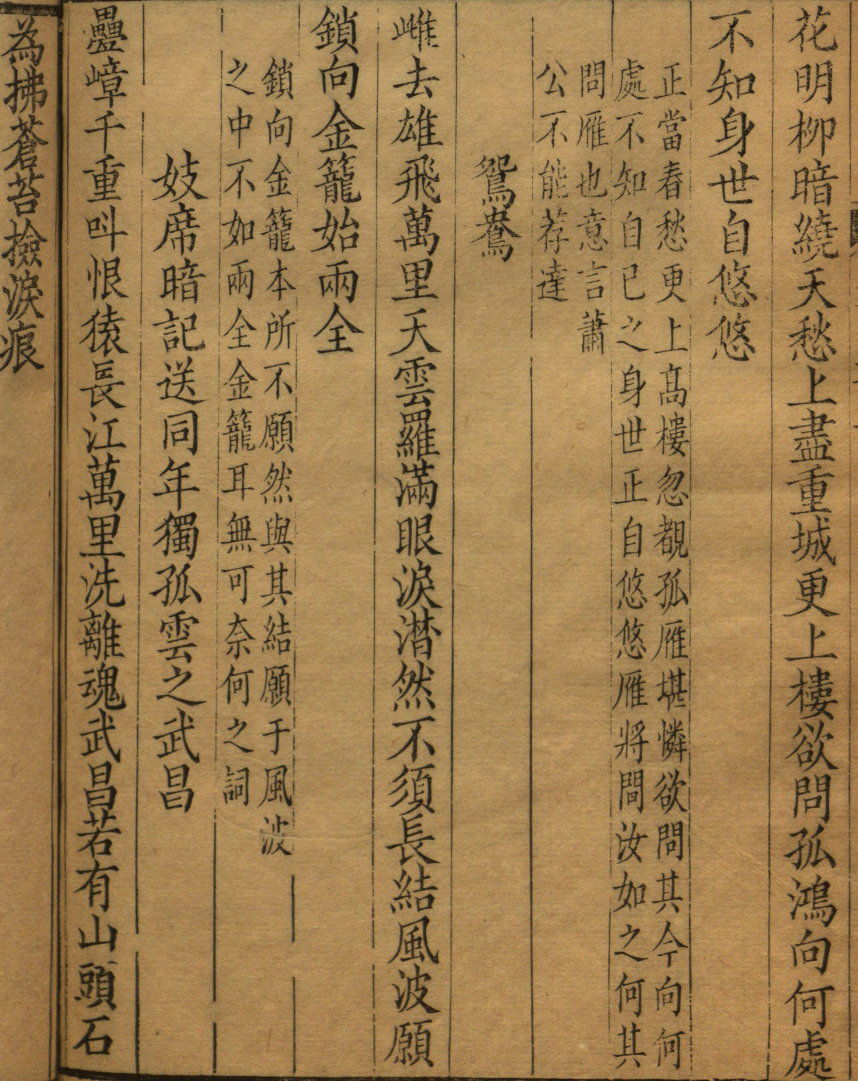 花明柳暗繞天愁上盡重城更上樓欲問孤鴻向何處
不知身世自悠悠
正當春愁更上髙樓忽覩孤雁堪憐欲問其今向何
處不知自已之身世正自悠悠雁將問汝如之何其
問雁也意言蕭
公不能荐達
鴛鴦
雌去雄飛萬里天雲羅滿眼淚潸然不須長結風波願
鎖向金籠始兩全
鎖向金籠本所不願然與其結願于風波
之中不如兩全金籠耳無可奈何之詞
妓席暗記送同年獨孤雲之武昌
疊嶂千重呌恨猿長江萬里洗離魂武昌若有山頭石
為拂蒼苔撿淚痕